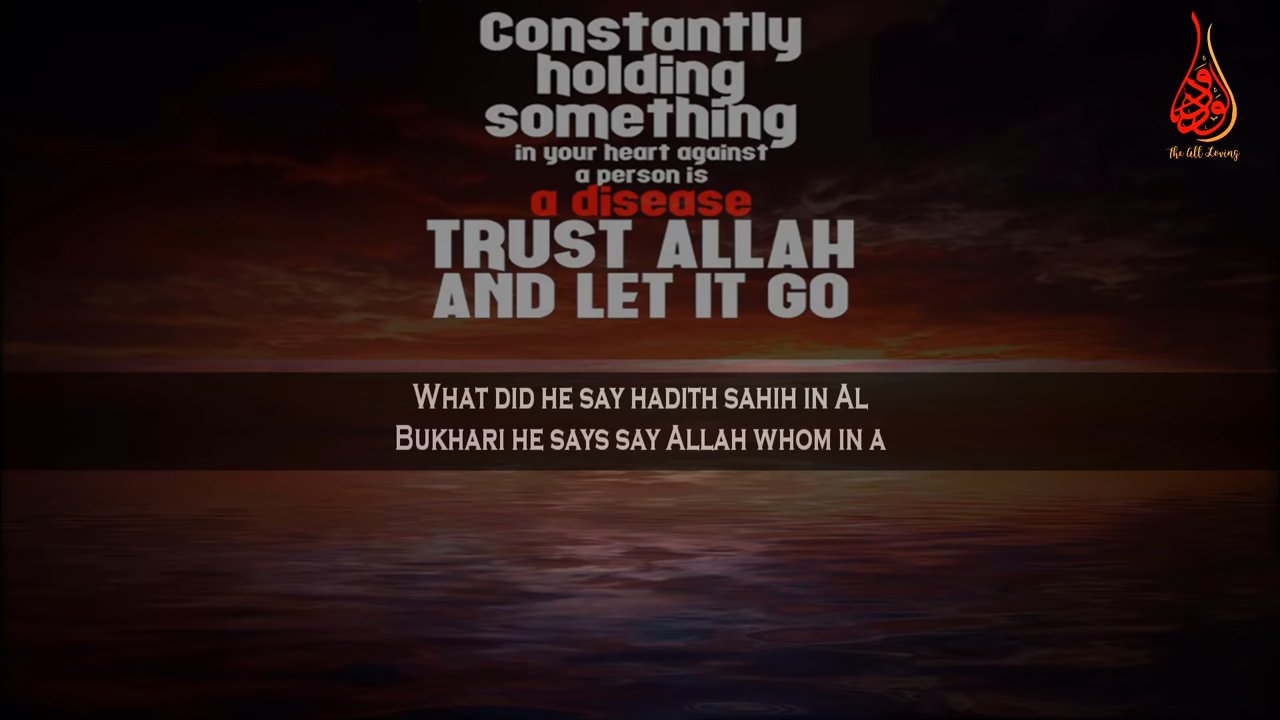 Constantly
holding
something
in your heart against
a person is
a disease
TRUST ALLAH
AND LET IT GO
What did he say hadith sahih in Al
Bukhari he says say Allah whom in a
الودود
The All Loving